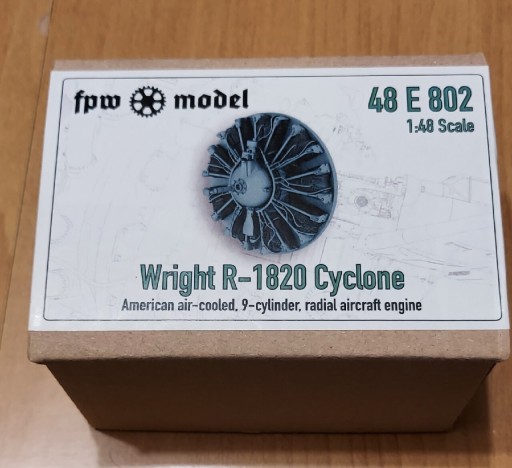 fpw model
48 E 802
1:48 Scale
Wright R-1820 Cyclone
American air-cooled, 9-cylinder, radial aircraft engine